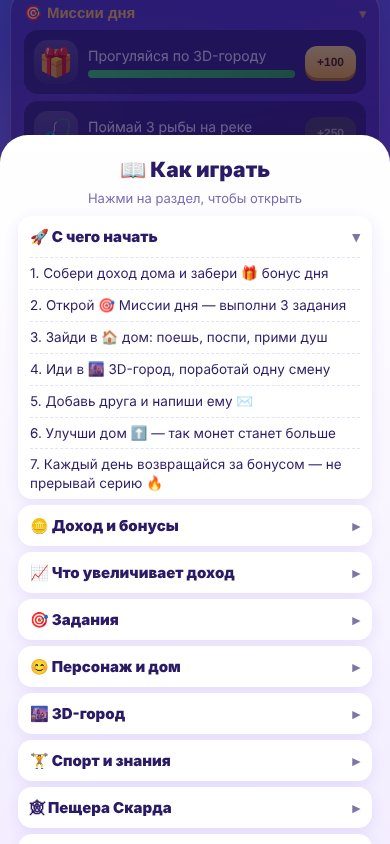 🎯 Миссии дня ▼
Прогуляйся по 3D-городу
+100
Поймай 3 рыбы на реке
+250
📖 Как играть
Нажми на раздел, чтобы открыть
🚀 С чего начать ▼
1. Собери доход дома и забери 🎁 бонус дня
2. Открой 🎯 Миссии дня — выполни 3 задания
3. Зайди в 🏠 дом: поешь, поспи, прими душ
4. Иди в 🌆 3D-город, поработай одну смену
5. Добавь друга и напиши ему ✉️
6. Улучши дом ⬆️ — так монет станет больше
7. Каждый день возвращайся за бонусом — не
прерывай серию 🔥
🪙 Доход и бонусы ▸
📈 Что увеличивает доход ▸
🎯 Задания ▸
😊 Персонаж и дом ▸
🌆 3D-город ▸
🏋️ Спорт и знания ▸
🕸 Пещера Скарда ▸